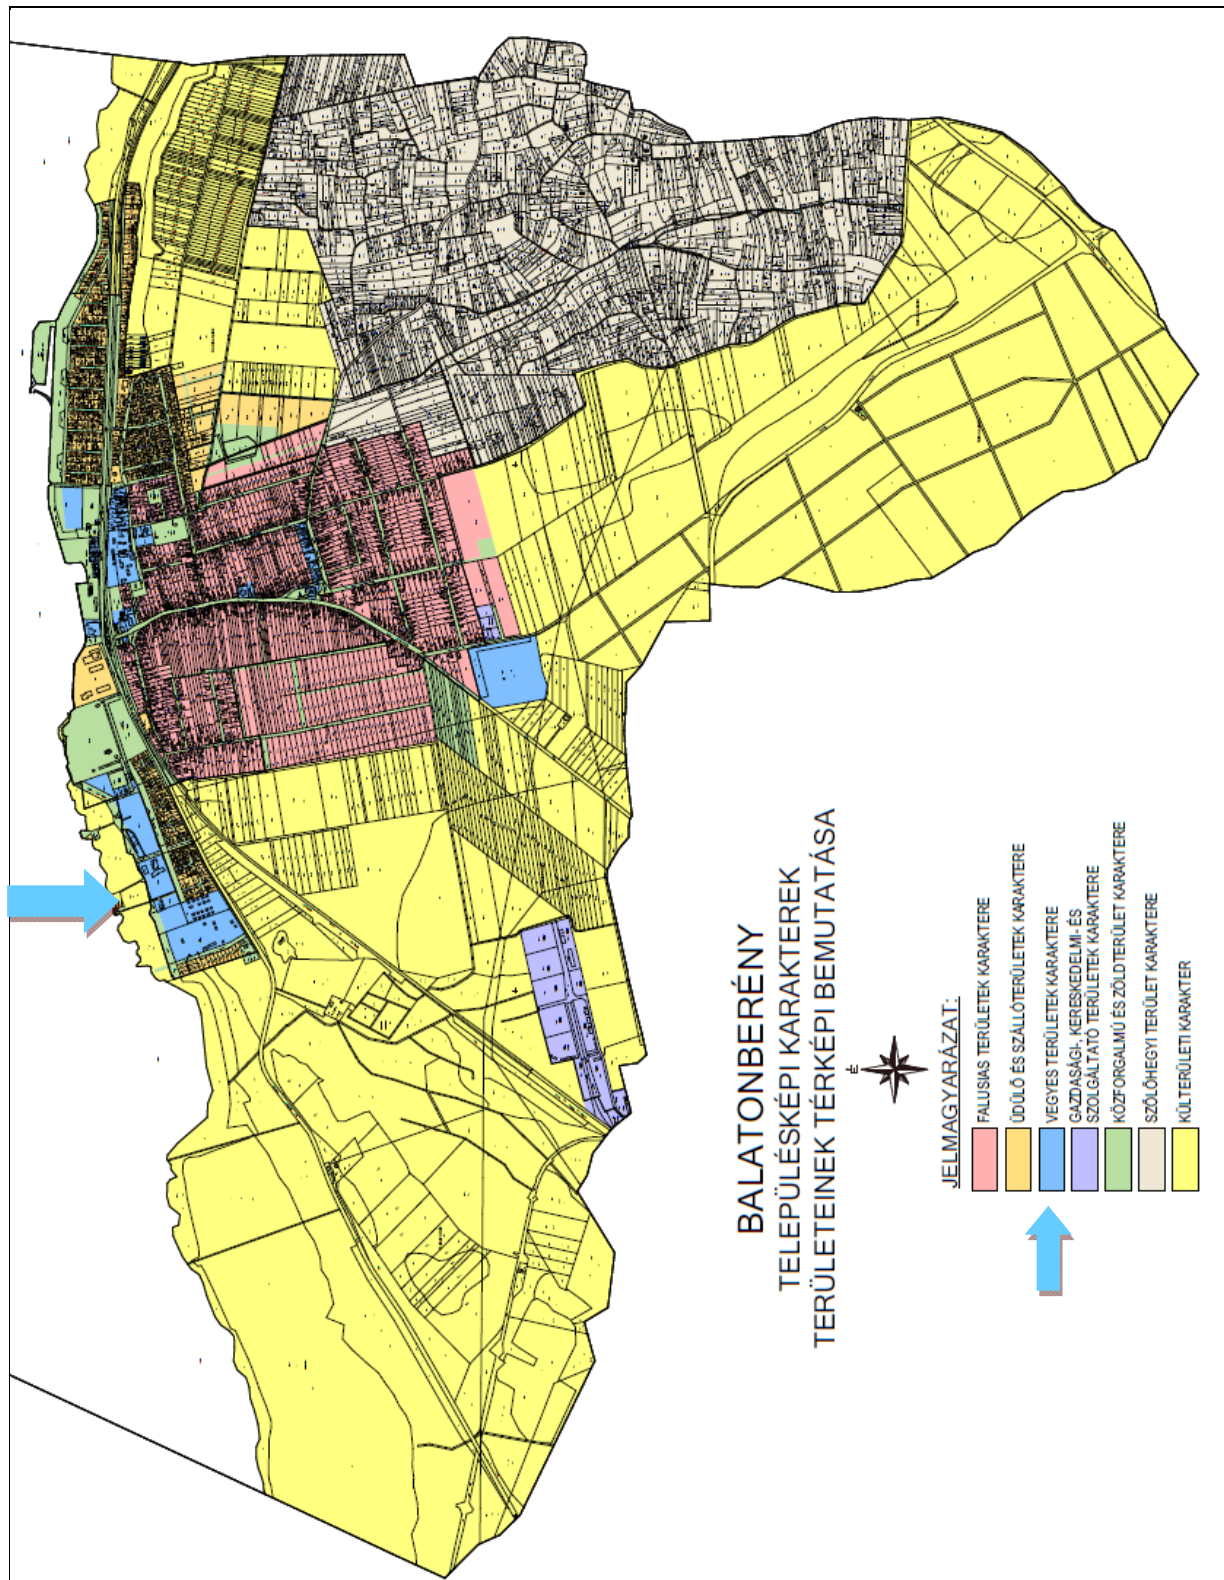 BALATONBERÉNY
TELEPÜLÉSKÉPI KARAKTEREK
TERÜLETEINEK TÉRKÉPI BEMUTATÁSA
É
JELMAGYARÁZAT:
FALUSIAS TERÜLETEK KARAKTERE
ÜDÜLŐ ÉS SZÁLLÓTERÜLETEK KARAKTERE
VEGYES TERÜLETEK KARAKTERE
GAZDASÁGI-, KERESKEDELMI- ÉS
SZOLGÁLTATÓ TERÜLETEK KARAKTERE
KÖZFORGALMÚ ÉS ZÖLDTERÜLET KARAKTERE
SZŐLŐHEGYI TERÜLET KARAKTERE
KÜLTERÜLETI KARAKTER